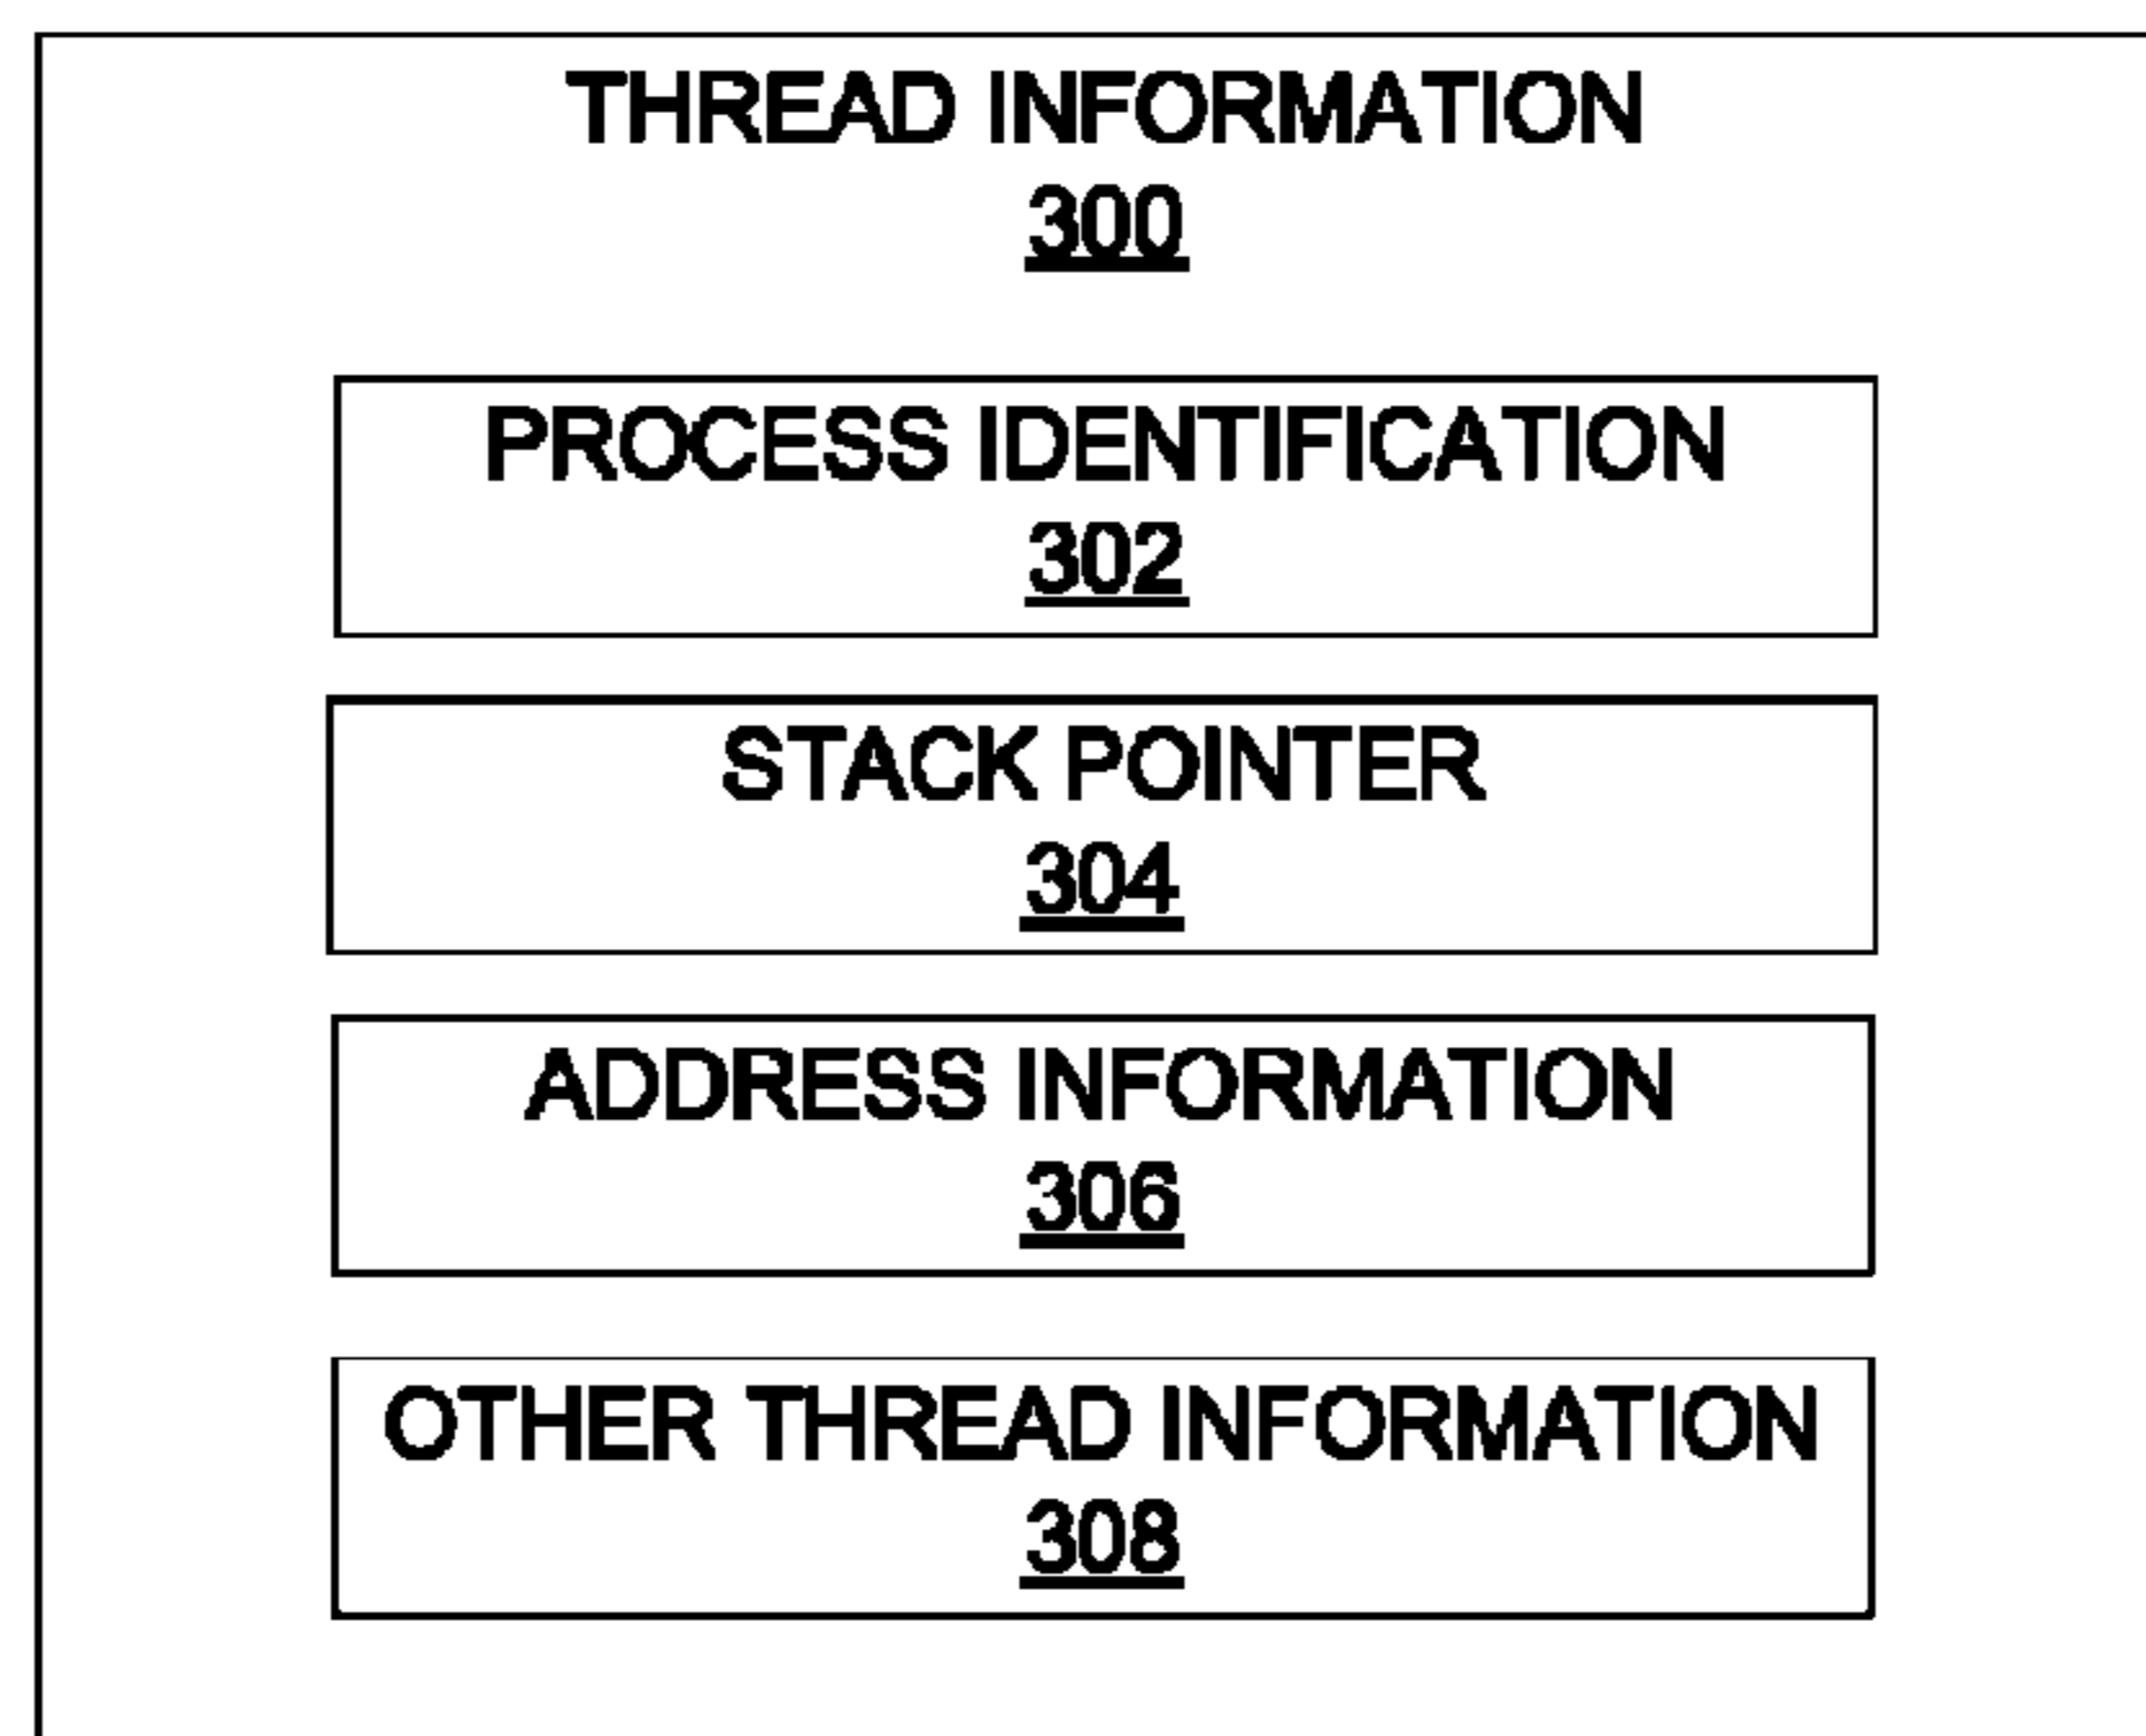 THREAD INFORMATION
300
PROCESS IDENTIFICATION
302
STACK POINTER
304
ADDRESS INFORMATION
306
OTHER THREAD INFORMATION
308